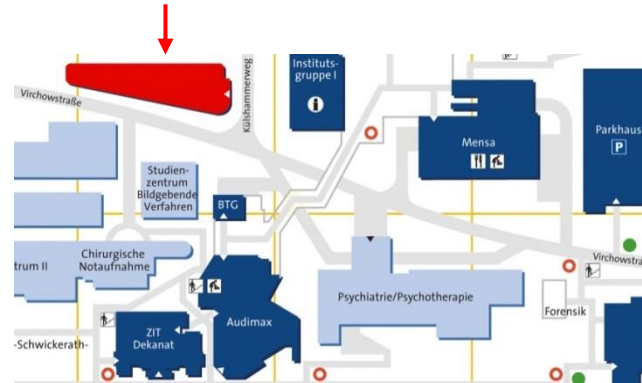 Virchowstraße
Külshammerweg
Instituts-
gruppe I
i
Mensa
Parkhaus
P
Studien-
zentrum
Bildgebende
Verfahren
BTG
Chirurgische
Notaufnahme
trum II
Audimax
Psychiatrie/Psychotherapie
Virchowstra
Forensik
ZIT
Dekanat
-Schwickerath-